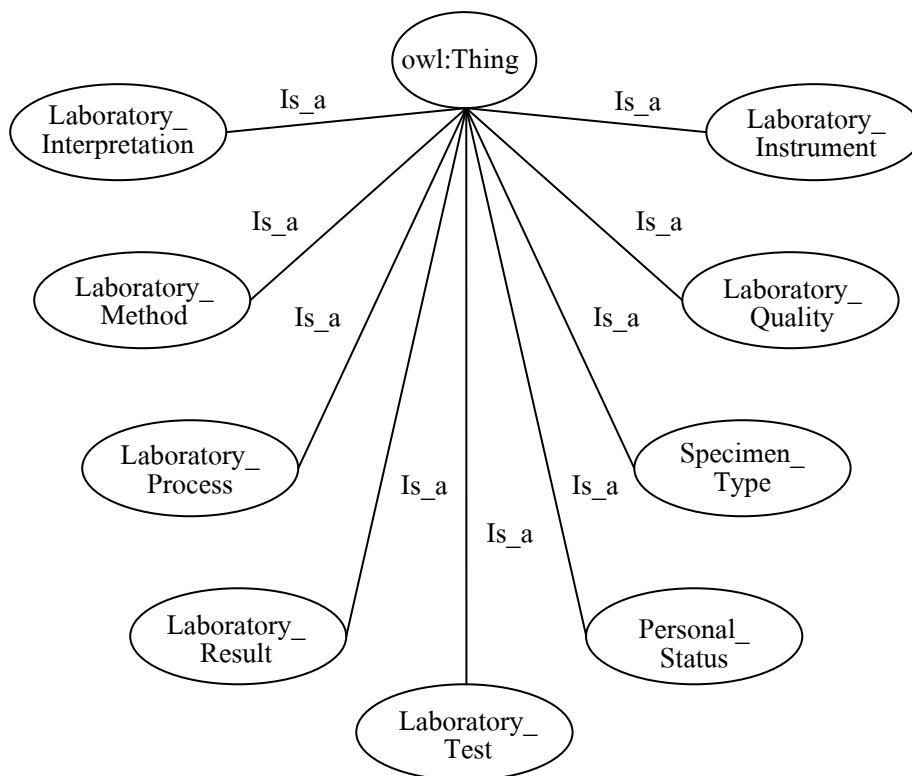 owl:Thing
Laboratory_
Interpretation
Is_a
Is_a
Laboratory_
Instrument
Is_a
Is_a
Laboratory_
Method
Laboratory_
Quality
Is_a
Is_a
Laboratory_
Process
Specimen_
Type
Is_a
Is_a
Is_a
Laboratory_
Result
Personal_
Status
Laboratory_
Test